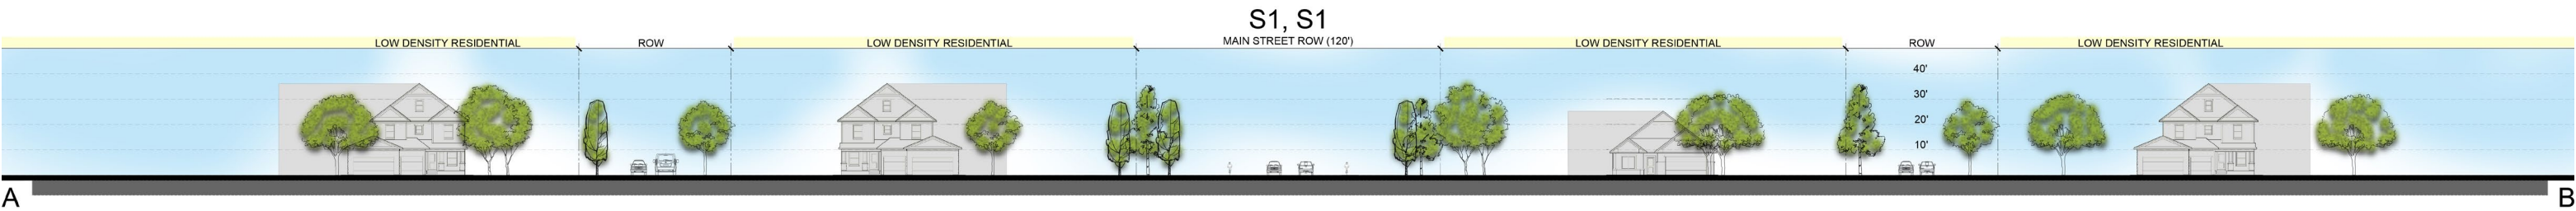 S1, S1
LOW DENSITY RESIDENTIAL
ROW
LOW DENSITY RESIDENTIAL
MAIN STREET ROW (120')
LOW DENSITY RESIDENTIAL
ROW
LOW DENSITY RESIDENTIAL
40'
30'
20'
10'
A
B